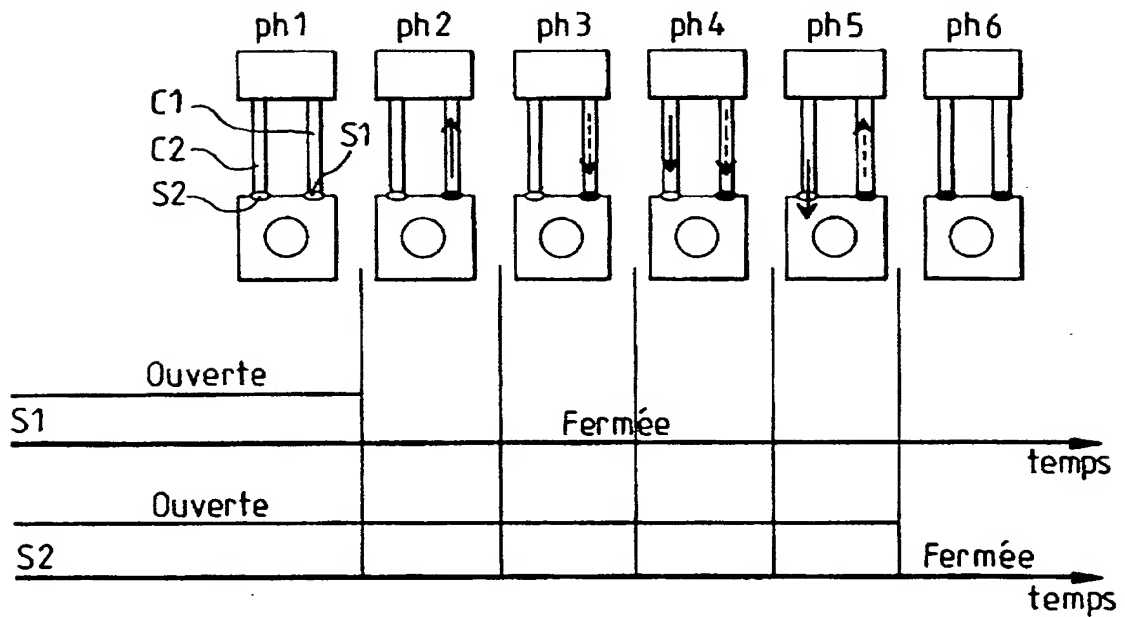 ph1 ph2 ph3 ph4 ph5 ph6
C1
S1
C2
S2
Ouverte
S1
Fermée
temps
Ouverte
S2
Fermée
temps